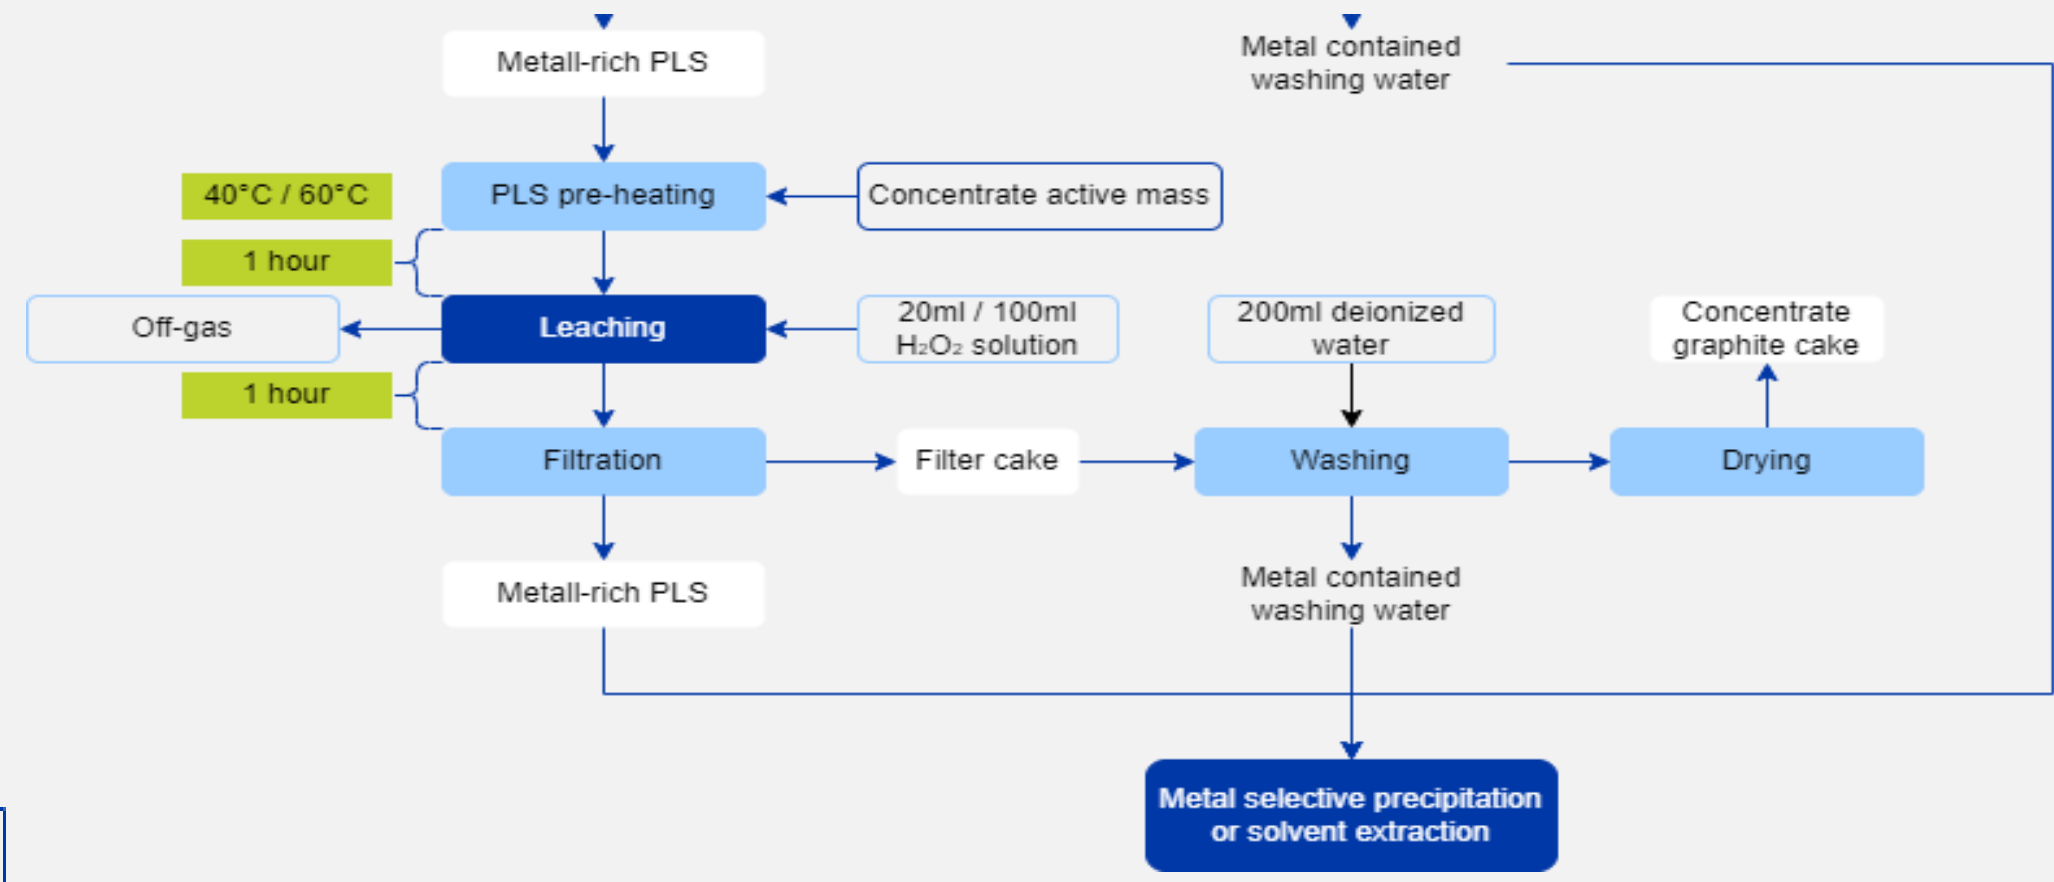 Metall-rich PLS
Metal contained
washing water
40°C / 60°C
PLS pre-heating
Concentrate active mass
1 hour
Off-gas
Leaching
20ml / 100ml
H₂O₂ solution
200ml deionized
water
Concentrate
graphite cake
1 hour
Filtration
Filter cake
Washing
Drying
Metall-rich PLS
Metal contained
washing water
Metal selective precipitation
or solvent extraction